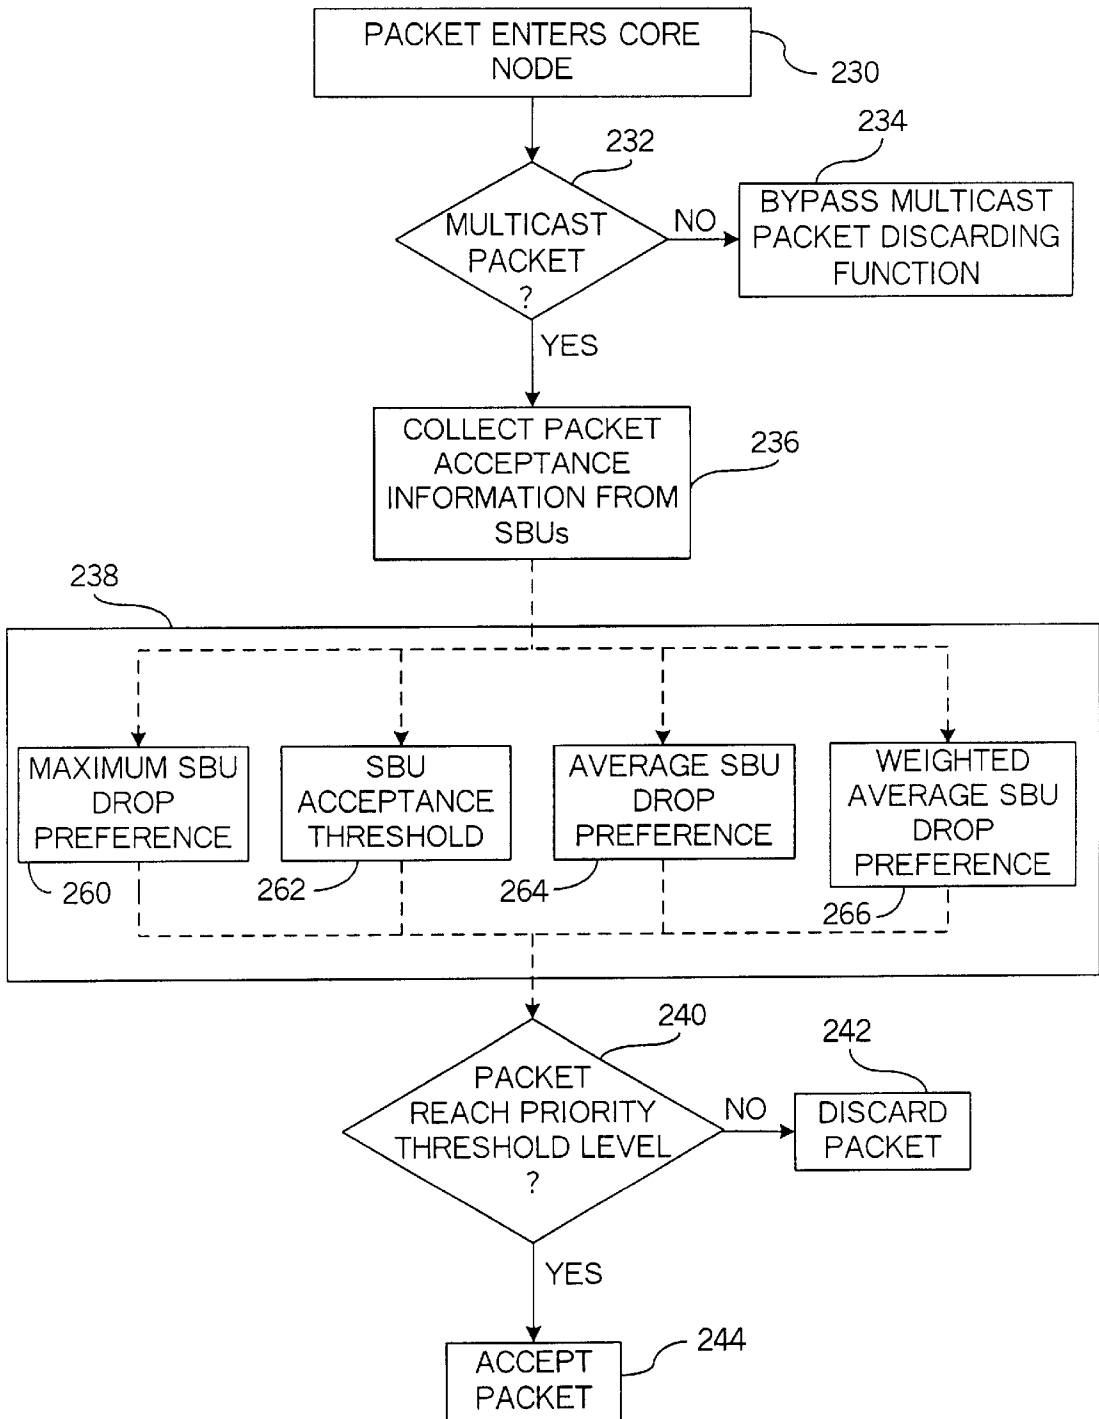 PACKET ENTERS CORE
NODE
230
232
234
MULTICAST
PACKET
?
NO
BYPASS MULTICAST
PACKET DISCARDING
FUNCTION
YES
COLLECT PACKET
ACCEPTANCE
INFORMATION FROM
SBUs
236
238
MAXIMUM SBU
DROP
PREFERENCE
260
SBU
ACCEPTANCE
THRESHOLD
262
AVERAGE SBU
DROP
PREFERENCE
264
WEIGHTED
AVERAGE SBU
DROP
PREFERENCE
266
240
PACKET
REACH PRIORITY
THRESHOLD LEVEL
?
NO
242
DISCARD
PACKET
YES
ACCEPT
PACKET
244